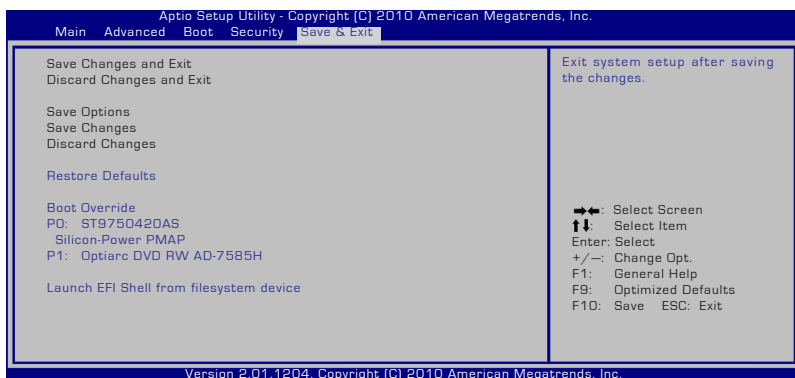 Aptio Setup Utility - Copyright (C) 2010 American Megatrends, Inc.
Main Advanced Boot Security Save & Exit
Save Changes and Exit
Discard Changes and Exit
Save Options
Save Changes
Discard Changes
Restore Defaults
Boot Override
P0: ST9750420AS
Silicon-Power PMAP
P1: Optiarc DVD RW AD-7585H
Launch EFI Shell from filesystem device
Exit system setup after saving
the changes.
→←: Select Screen
↑↓: Select Item
Enter: Select
+/—: Change Opt.
F1: General Help
F9: Optimized Defaults
F10: Save ESC: Exit
Version 2.01.1204. Copyright (C) 2010 American Megatrends, Inc.